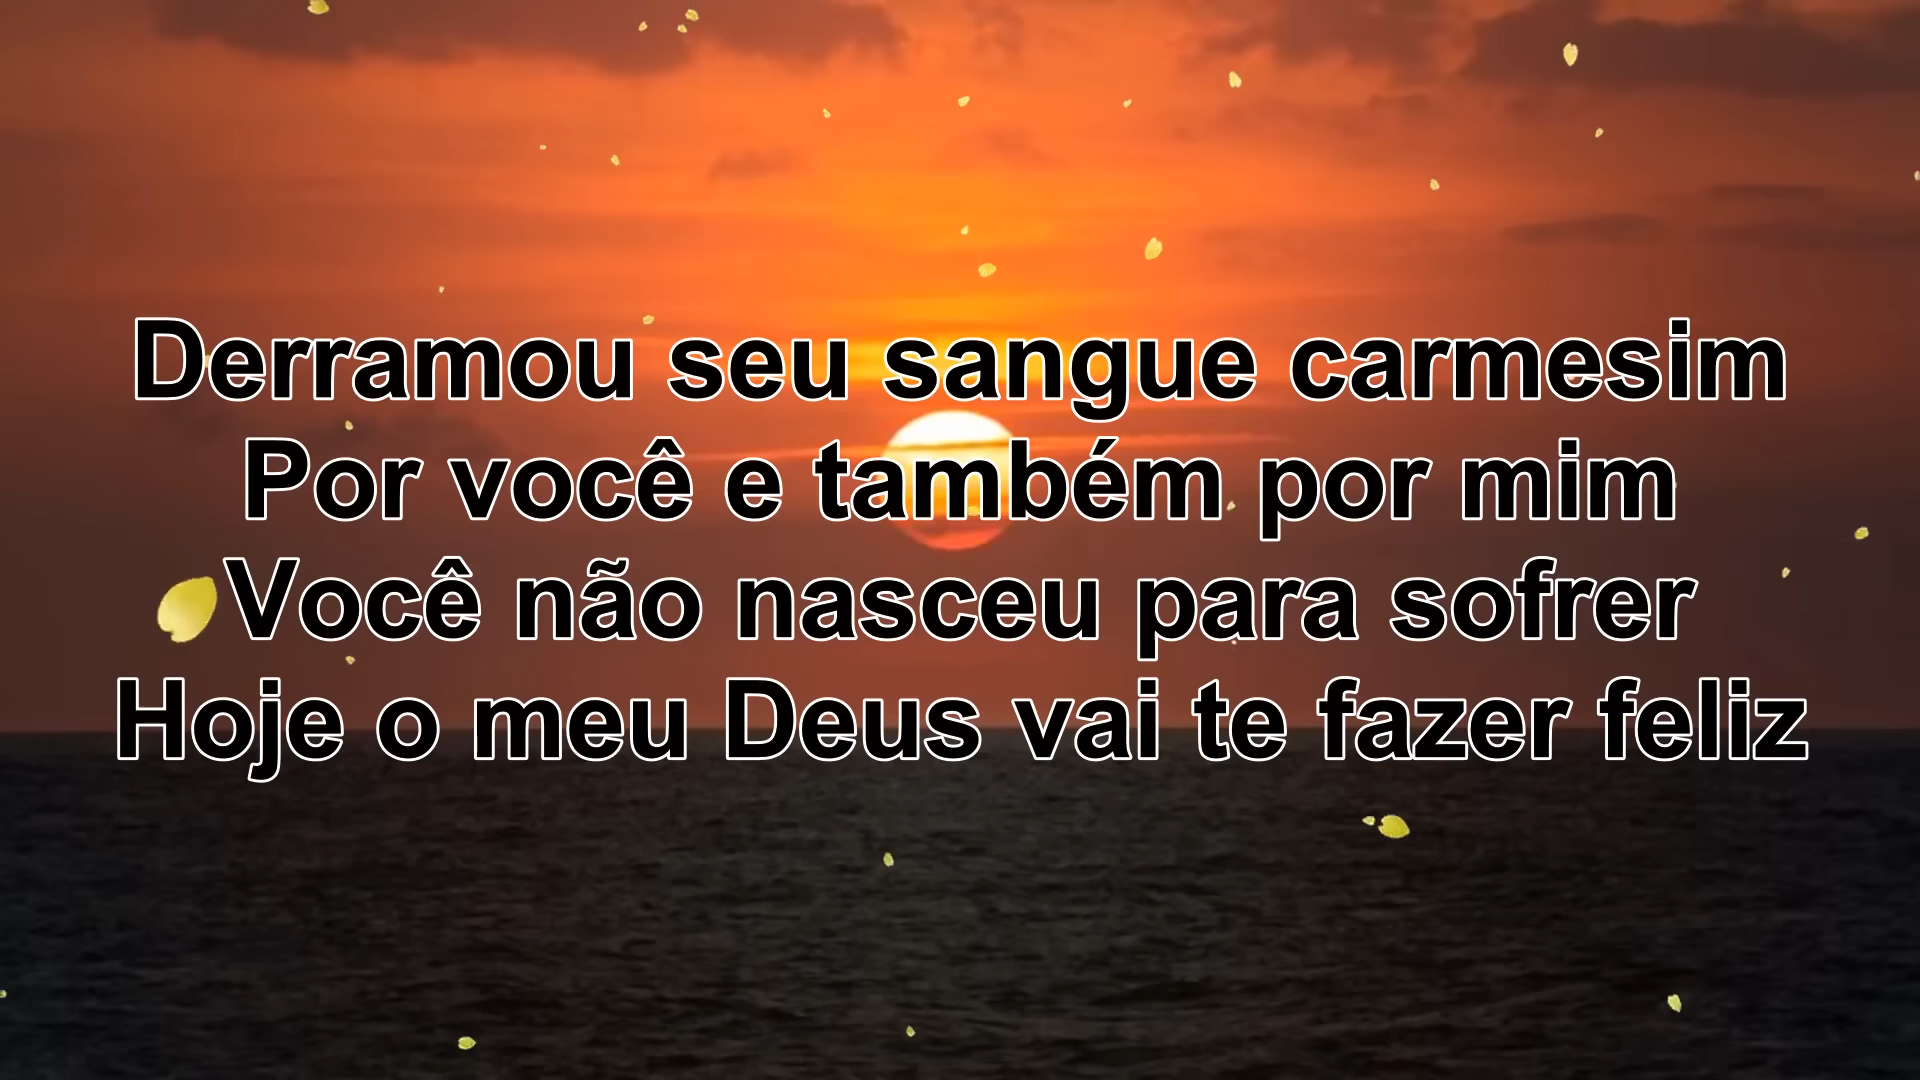 Derramou seu sangue carmesim
Por você e também por mim
Você não nasceu para sofrer
Hoje o meu Deus vai te fazer feliz